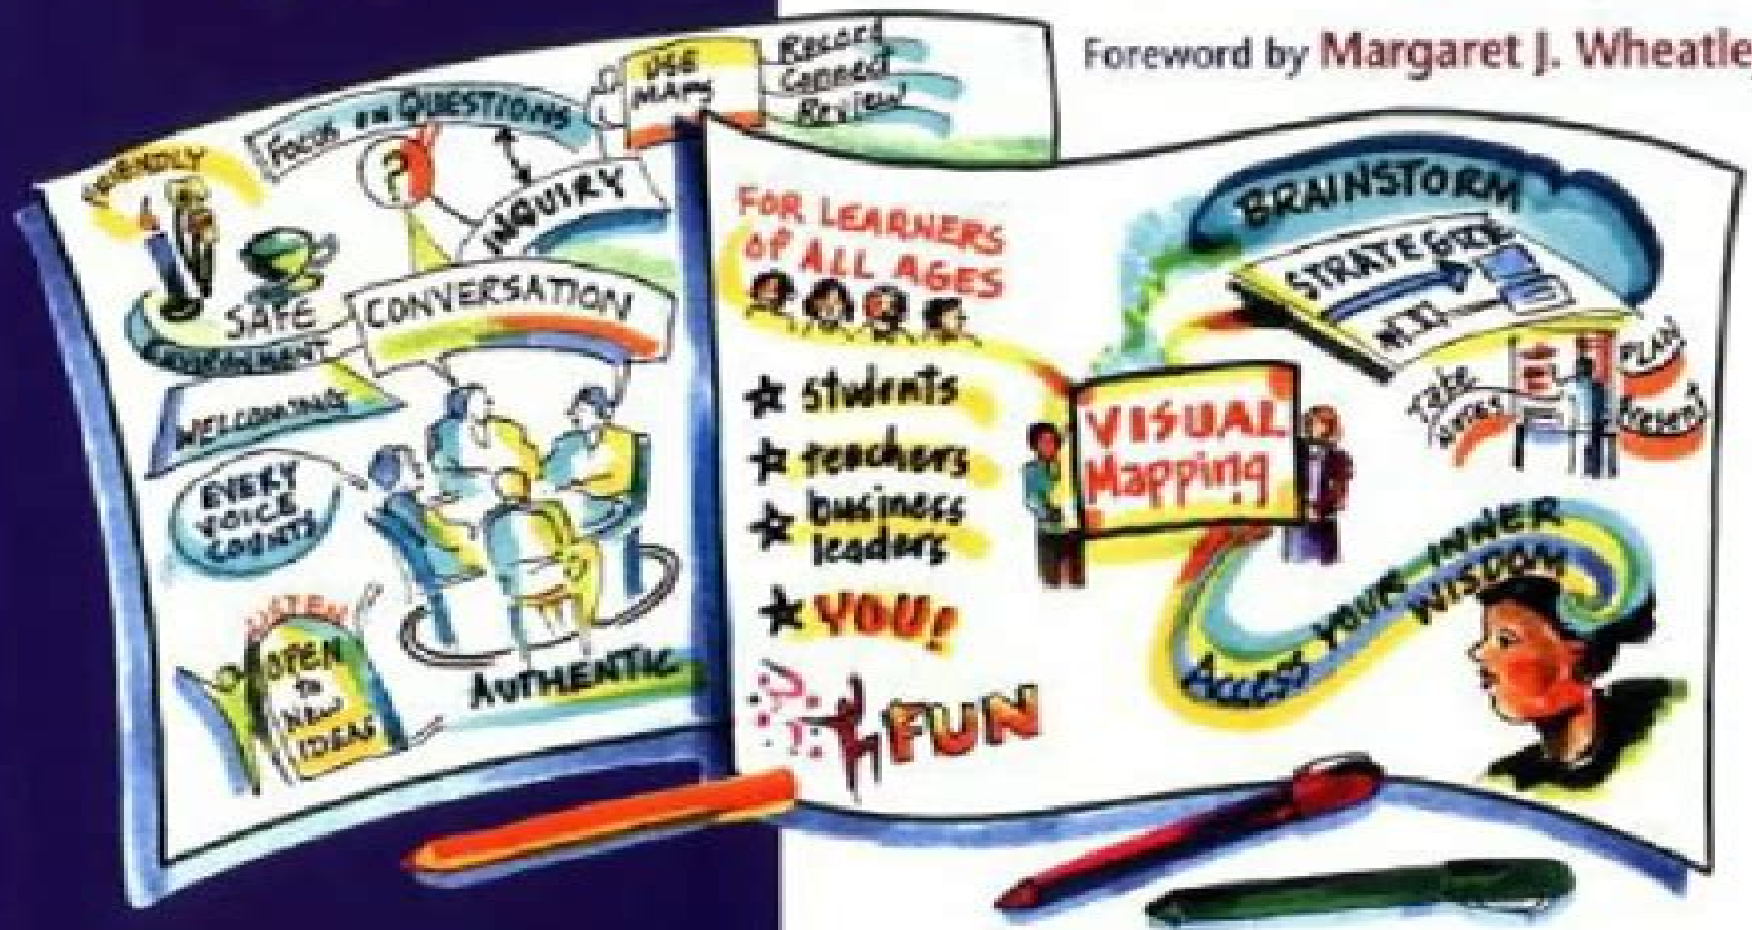 Foreword by Margaret J. Wheatle
USE
MAPS
Record
Connect
Review
FOCUS ON QUESTIONS
FRIENDLY
?
INQUIRY
SAFE
ENVIRONMENT
CONVERSATION
WELCOMING
EVERY
VOICE
COUNTS
LISTEN
OPEN
to
NEW
IDEAS
AUTHENTIC
FOR LEARNERS
OF ALL AGES
students
teachers
business
leaders
YOU!
FUN
BRAINSTORM
Take
NOTES
PLAN
VISUAL
Mapping
ACCESS YOUR INNER
WISDOM